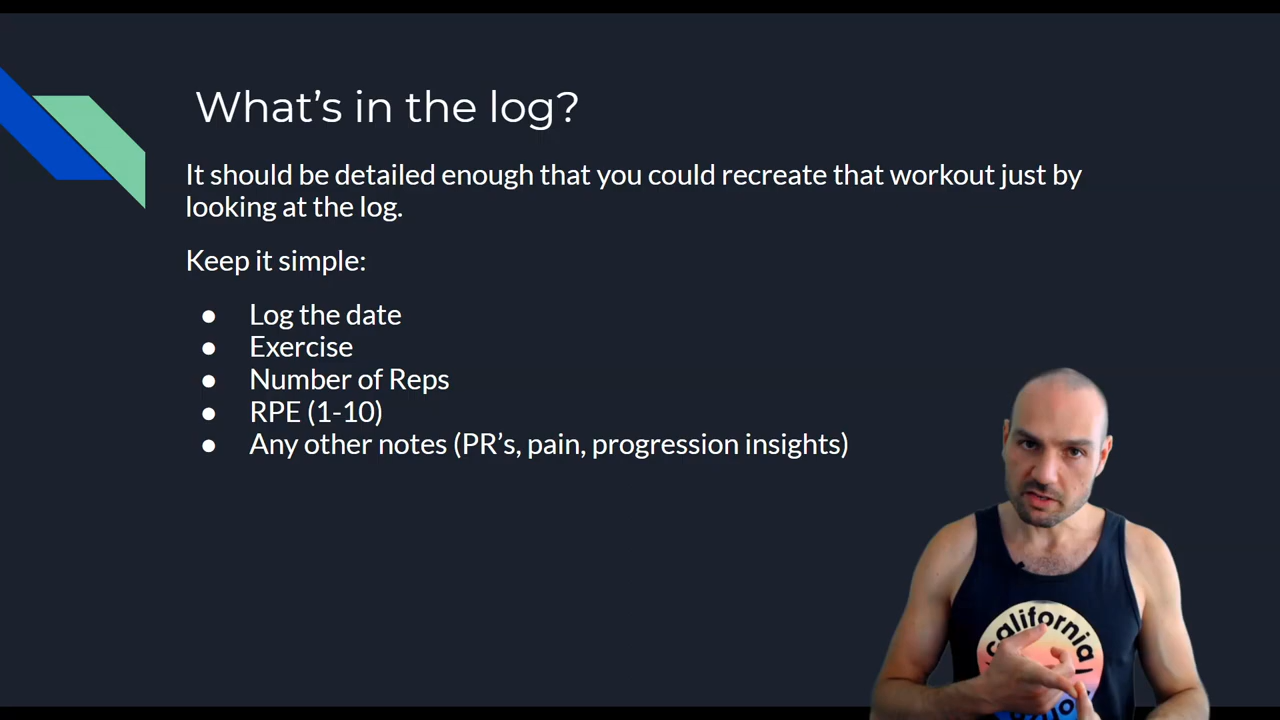 What's in the log?
It should be detailed enough that you could recreate that workout just by
looking at the log.
Keep it simple:
● Log the date
● Exercise
● Number of Reps
● RPE (1-10)
● Any other notes (PR's, pain, progression insights)
california